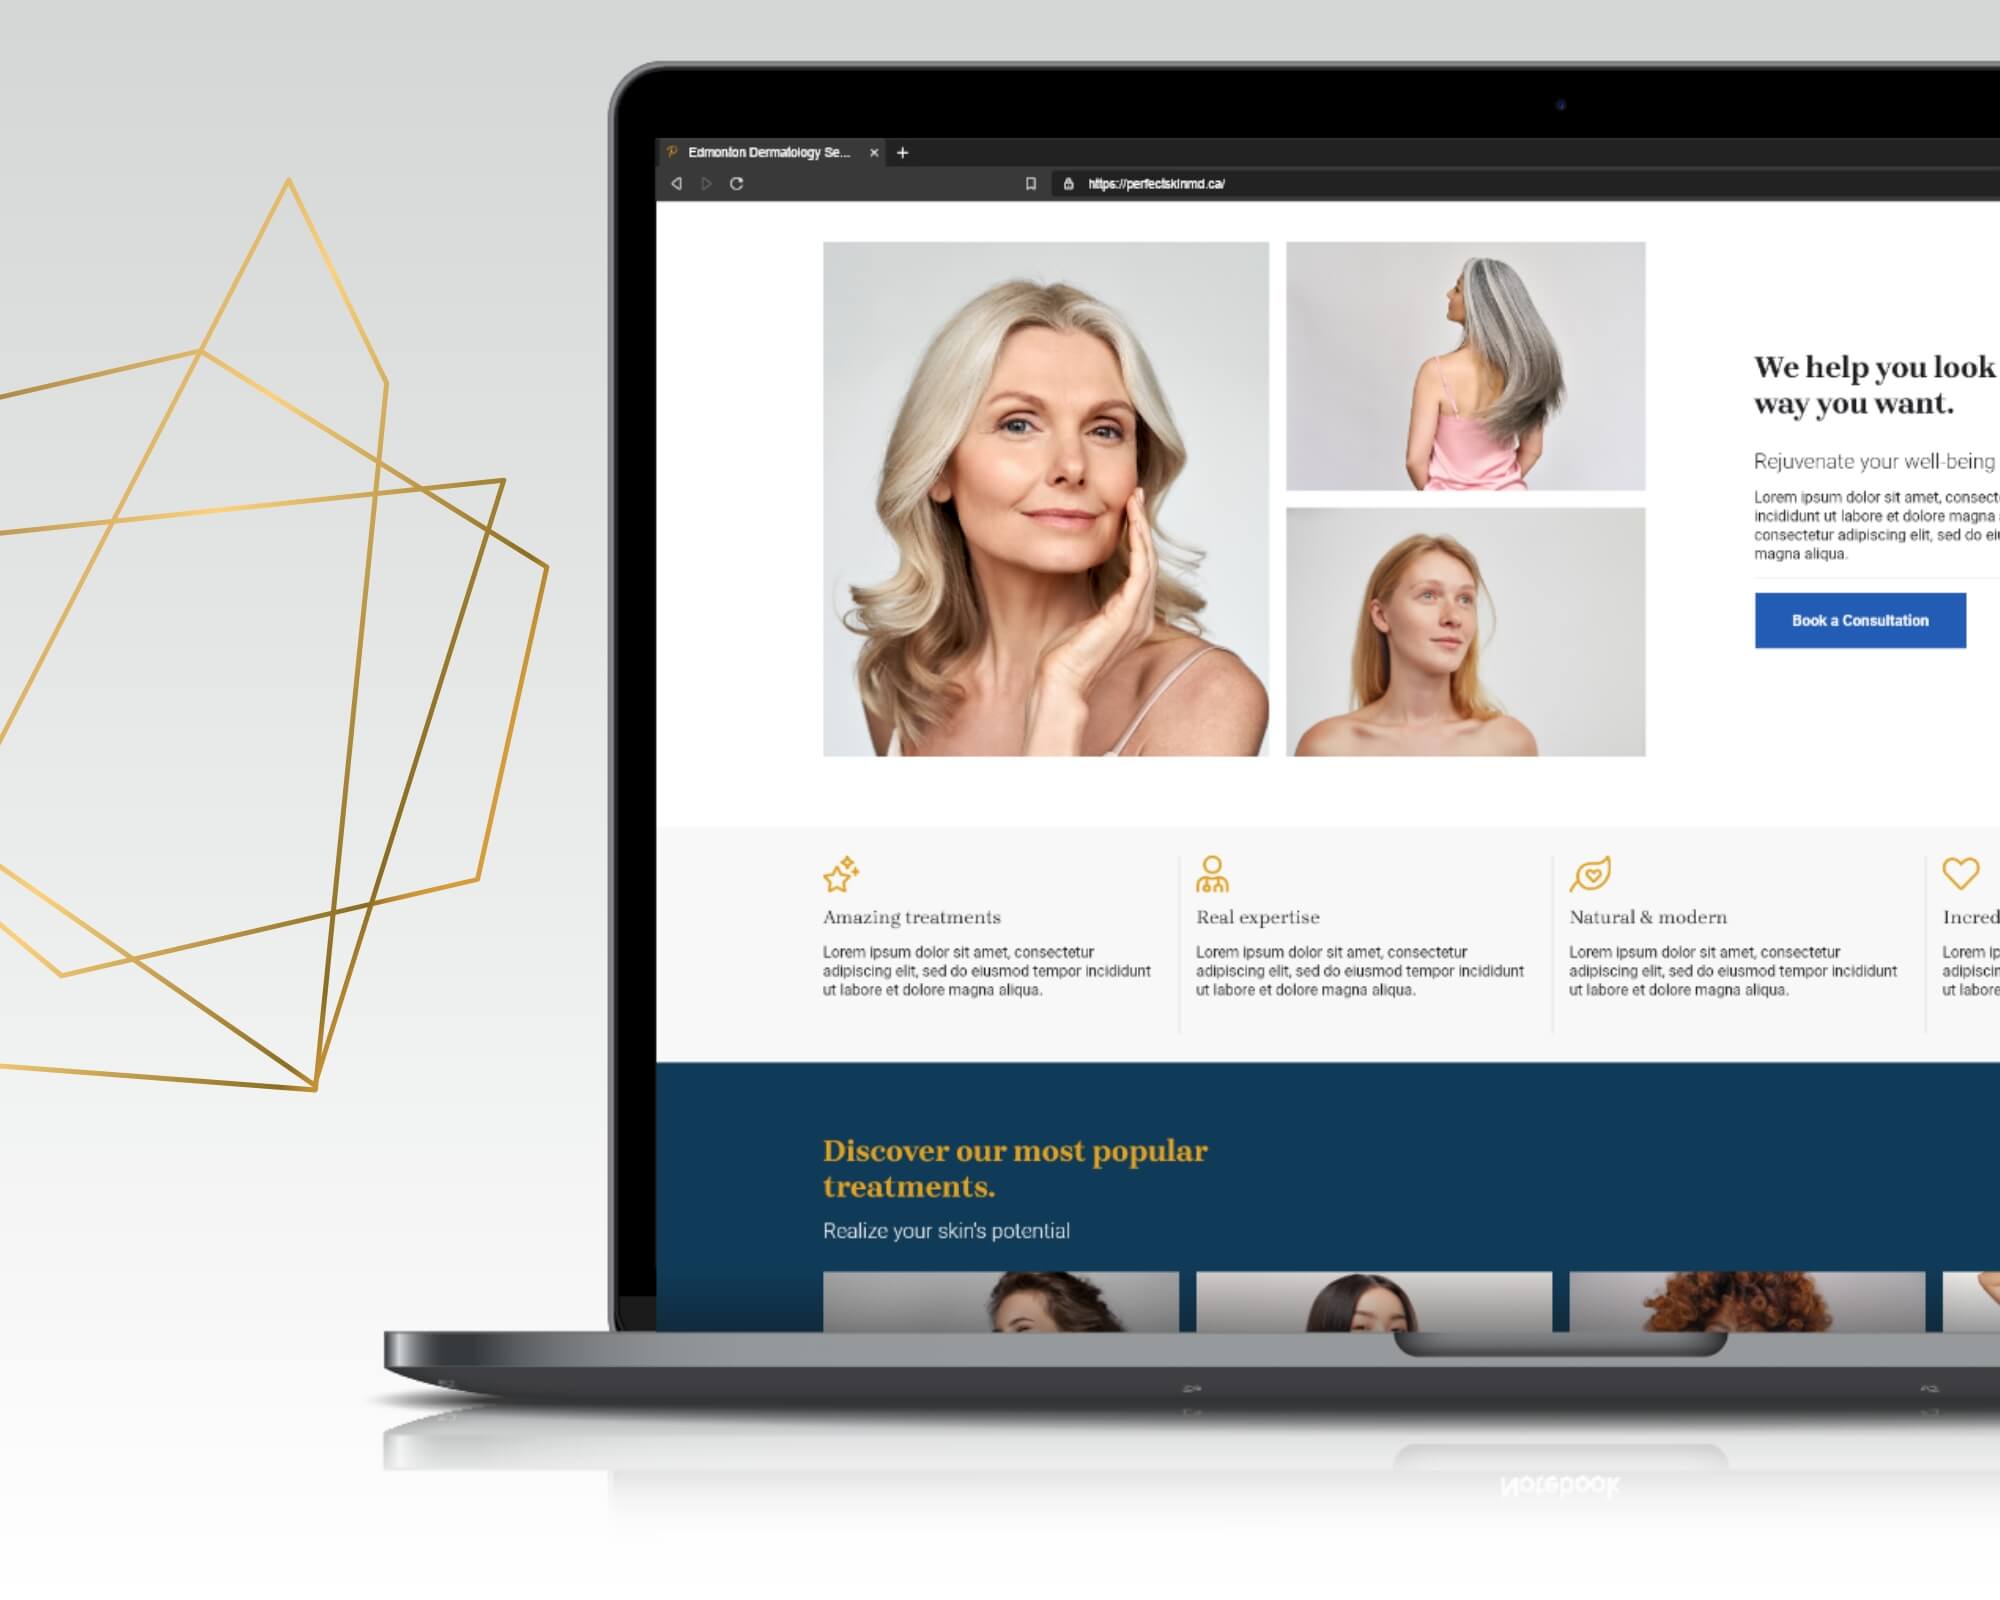 Edmonton Dermatology Se...
https://perfectskinmd.ca/
We help you look
way you want.
Rejuvenate your well-being
Lorem ipsum dolor sit amet, consect
incididunt ut labore et dolore magna
consectetur adipiscing elit, sed do ei
magna aliqua.
Book a Consultation
Amazing treatments
Lorem ipsum dolor sit amet, consectetur
adipiscing elit, sed do eiusmod tempor incididunt
ut labore et dolore magna aliqua.
Real expertise
Lorem ipsum dolor sit amet, consectetur
adipiscing elit, sed do eiusmod tempor incididunt
ut labore et dolore magna aliqua.
Natural & modern
Lorem ipsum dolor sit amet, consectetur
adipiscing elit, sed do eiusmod tempor incididunt
ut labore et dolore magna aliqua.
Incred
Lorem ip
adipiscin
ut labore
Discover our most popular
treatments.
Realize your skin's potential
Notebook